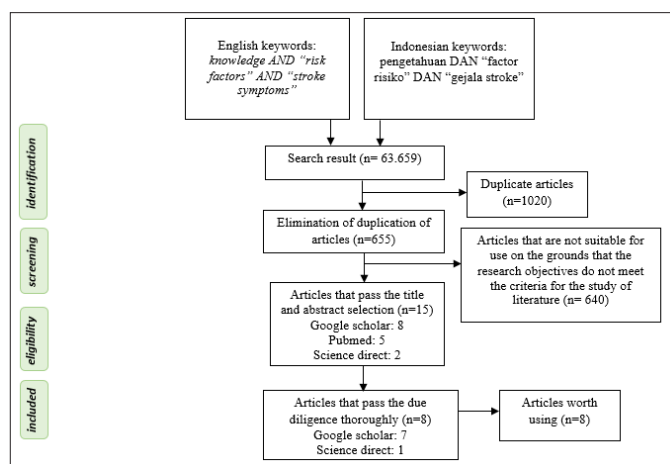 English keywords:
knowledge AND “risk
factors” AND “stroke
symptoms”
Indonesian keywords:
pengetahuan DAN “factor
risiko” DAN “gejala stroke”
identification
Search result (n= 63.659)
Duplicate articles
(n=1020)
Elimination of duplication of
articles (n=655)
screening
Articles that are not suitable for
use on the grounds that the
research objectives do not meet
the criteria for the study of
literature (n= 640)
Articles that pass the title
and abstract selection (n=15)
Google scholar: 8
Pubmed: 5
Science direct: 2
eligibility
included
Articles that pass the due
diligence thoroughly (n=8)
Google scholar: 7
Science direct: 1
Articles worth
using (n=8)